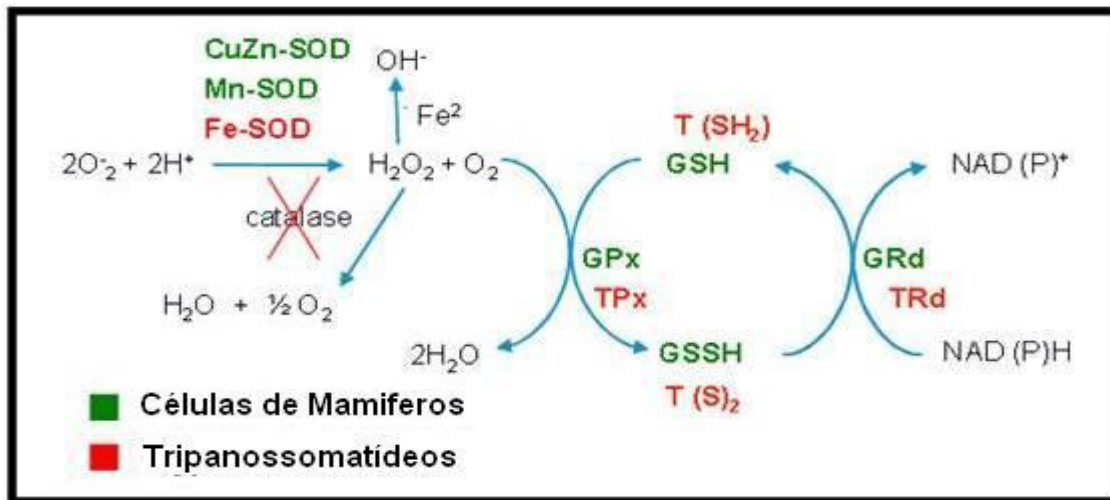 CuZn-SOD
Mn-SOD
Fe-SOD
OH-
Fe²
2O⁻₂ + 2H⁺
H₂O₂ + O₂
T (SH₂)
GSH
NAD (P)⁺
catalase
GPx
TPx
GRd
TRd
H₂O + ½ O₂
2H₂O
GSSH
T (S)₂
NAD (P)H
Células de Mamiferos
Tripanossomatídeos